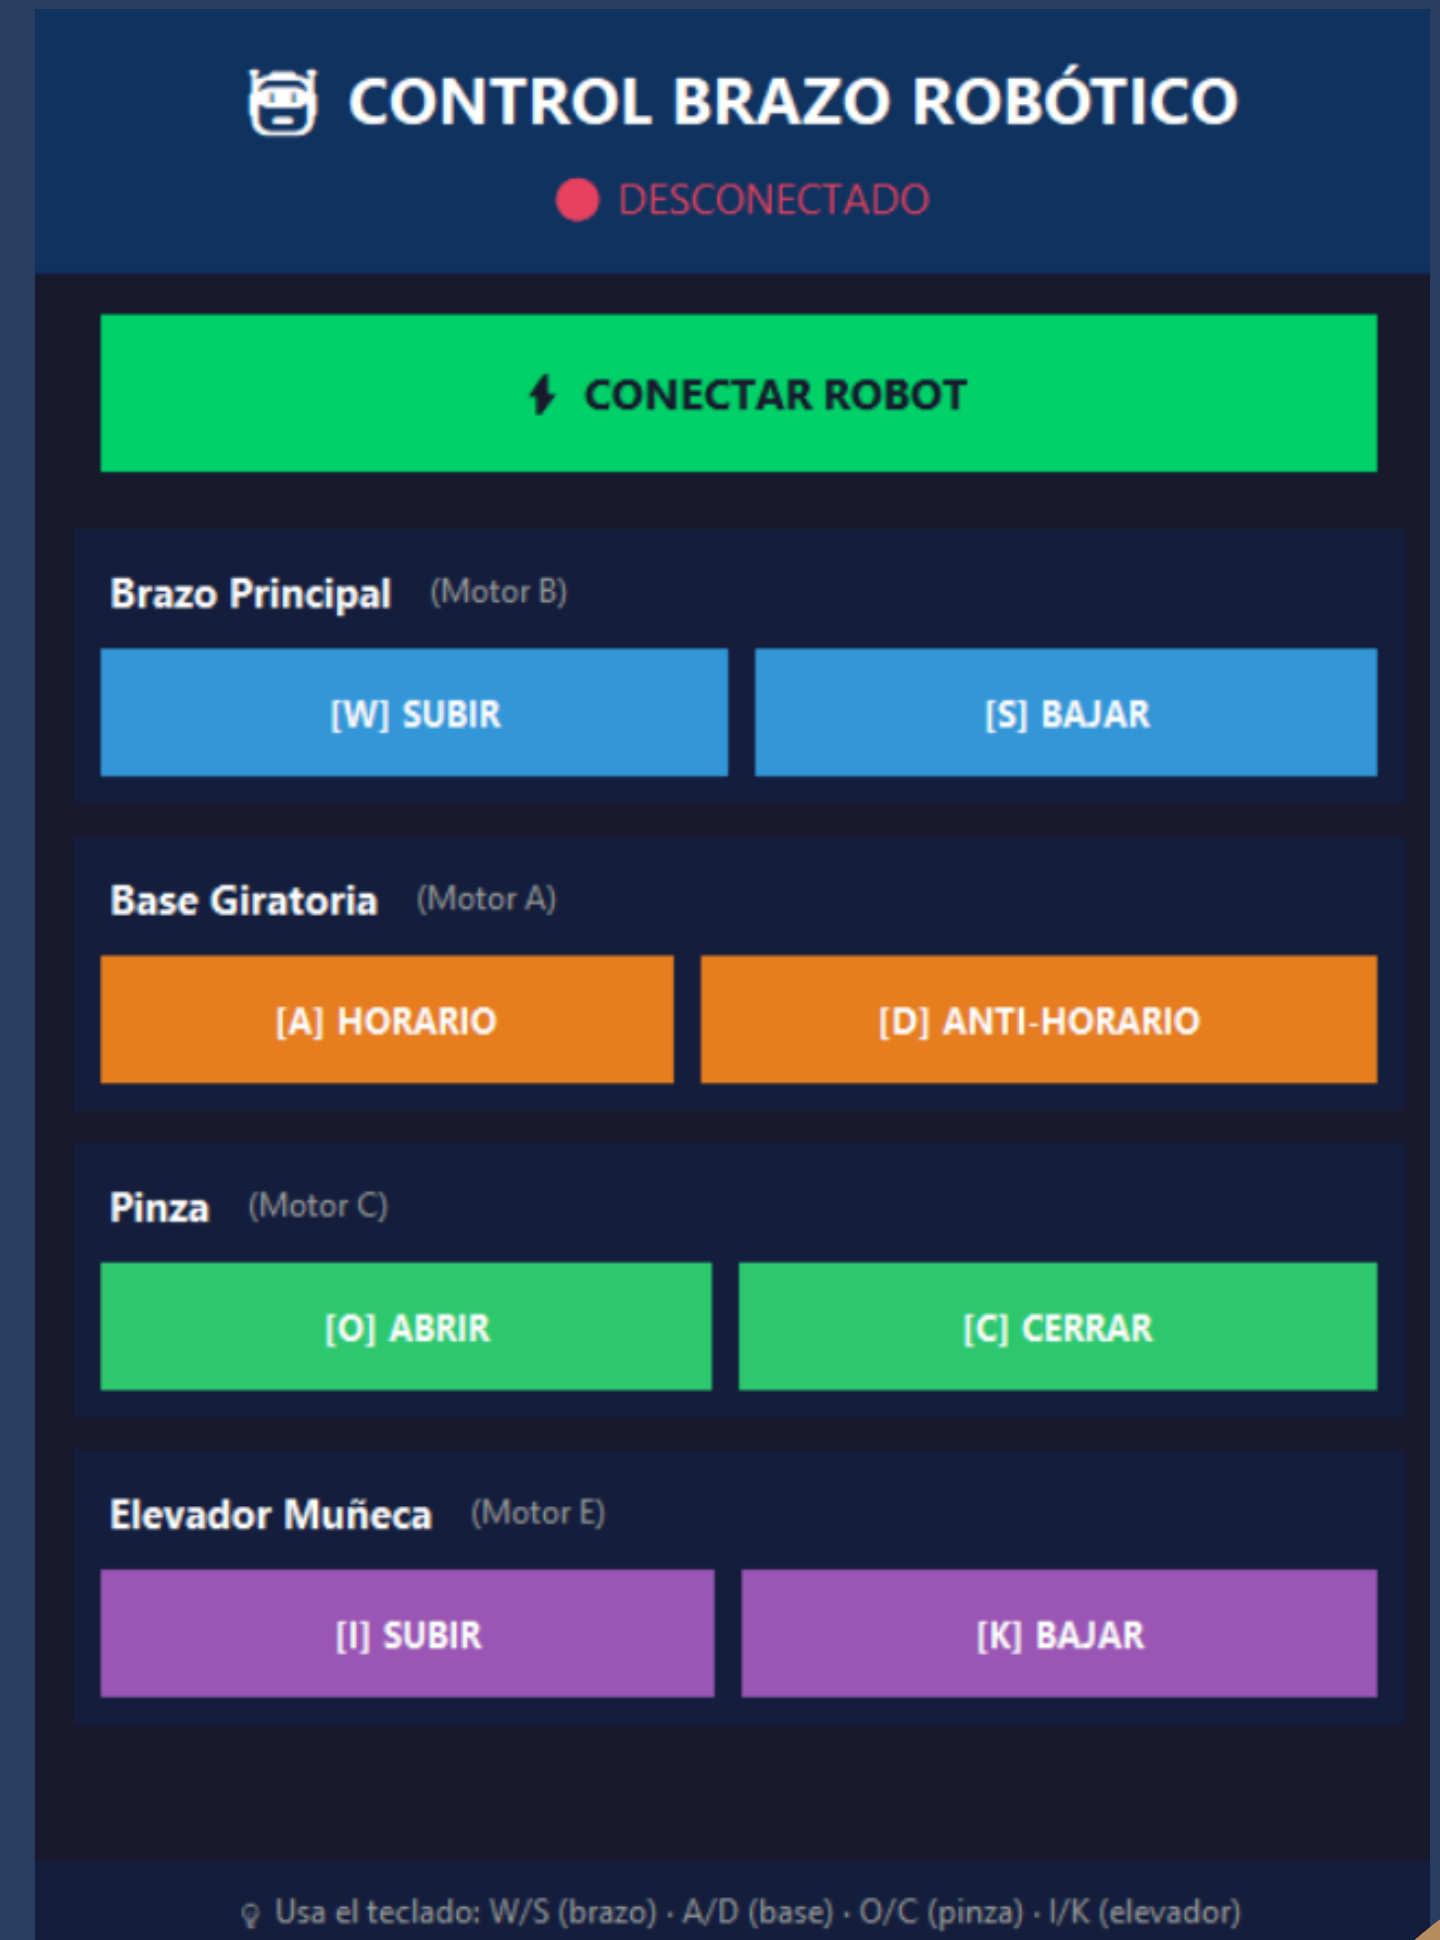 CONTROL BRAZO ROBÓTICO
DESCONECTADO
CONECTAR ROBOT
Brazo Principal (Motor B)
[W] SUBIR [S] BAJAR
Base Giratoria (Motor A)
[A] HORARIO [D] ANTI-HORARIO
Pinza (Motor C)
[O] ABRIR [C] CERRAR
Elevador Muñeca (Motor E)
[I] SUBIR [K] BAJAR
Usa el teclado: W/S (brazo) · A/D (base) · O/C (pinza) · I/K (elevador)